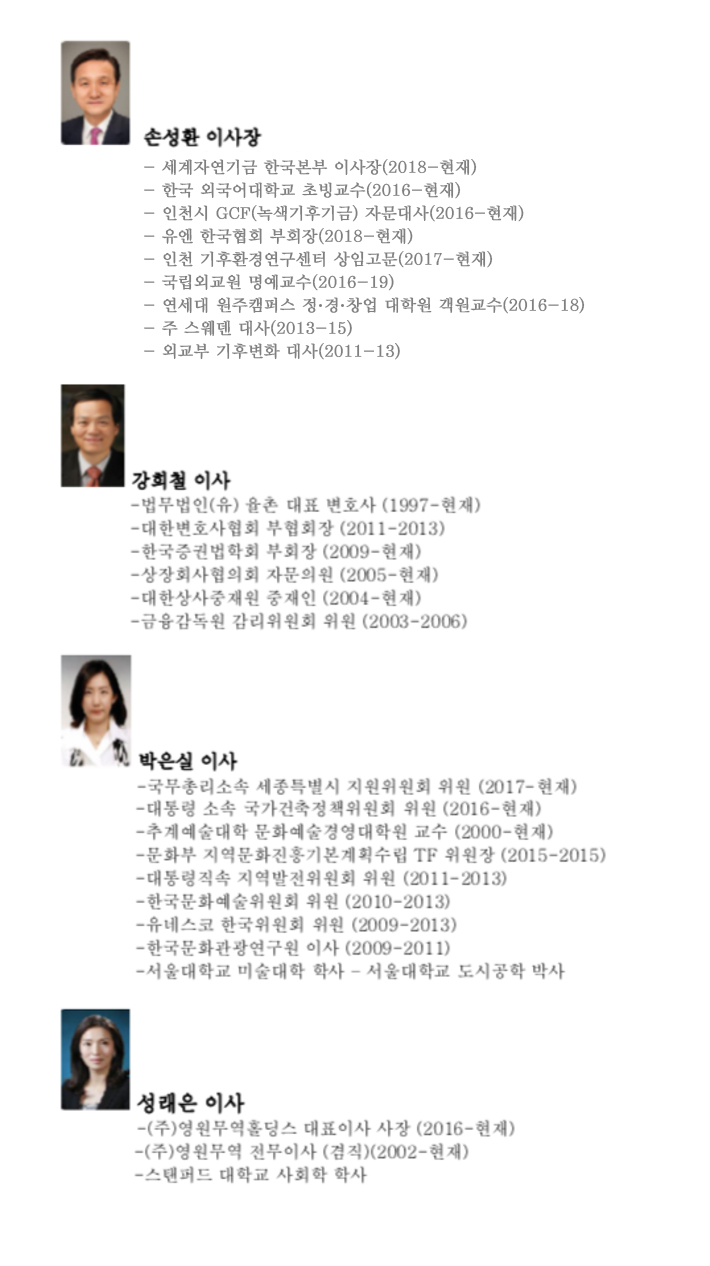 손성환 이사장
- 세계자연기금 한국본부 이사장(2018-현재)
- 한국 외국어대학교 초빙교수(2016-현재)
- 인천시 GCF(녹색기후기금) 자문대사(2016-현재)
- 유엔 한국협회 부회장(2018-현재)
- 인천 기후환경연구센터 상임고문(2017-현재)
- 국립외교원 명예교수(2016-19)
- 연세대 원주캠퍼스 정·경·창업 대학원 객원교수(2016-18)
- 주 스웨덴 대사(2013-15)
- 외교부 기후변화 대사(2011-13)
강희철 이사
-법무법인(유) 율촌 대표 변호사 (1997-현재)
-대한변호사협회 부협회장 (2011-2013)
-한국증권법학회 부회장 (2009-현재)
-상장회사협의회 자문의원 (2005-현재)
-대한상사중재원 중재인 (2004-현재)
-금융감독원 감리위원회 위원 (2003-2006)
박은실 이사
-국무총리소속 세종특별시 지원위원회 위원 (2017-현재)
-대통령 소속 국가건축정책위원회 위원 (2016-현재)
-추계예술대학 문화예술경영대학원 교수 (2000-현재)
-문화부 지역문화진흥기본계획수립 TF 위원장 (2015-2015)
-대통령직속 지역발전위원회 위원 (2011-2013)
-한국문화예술위원회 위원 (2010-2013)
-유네스코 한국위원회 위원 (2009-2013)
-한국문화관광연구원 이사 (2009-2011)
-서울대학교 미술대학 학사 – 서울대학교 도시공학 박사
성래은 이사
-(주)영원무역홀딩스 대표이사 사장 (2016-현재)
-(주)영원무역 전무이사 (겸직)(2002-현재)
-스탠퍼드 대학교 사회학 학사